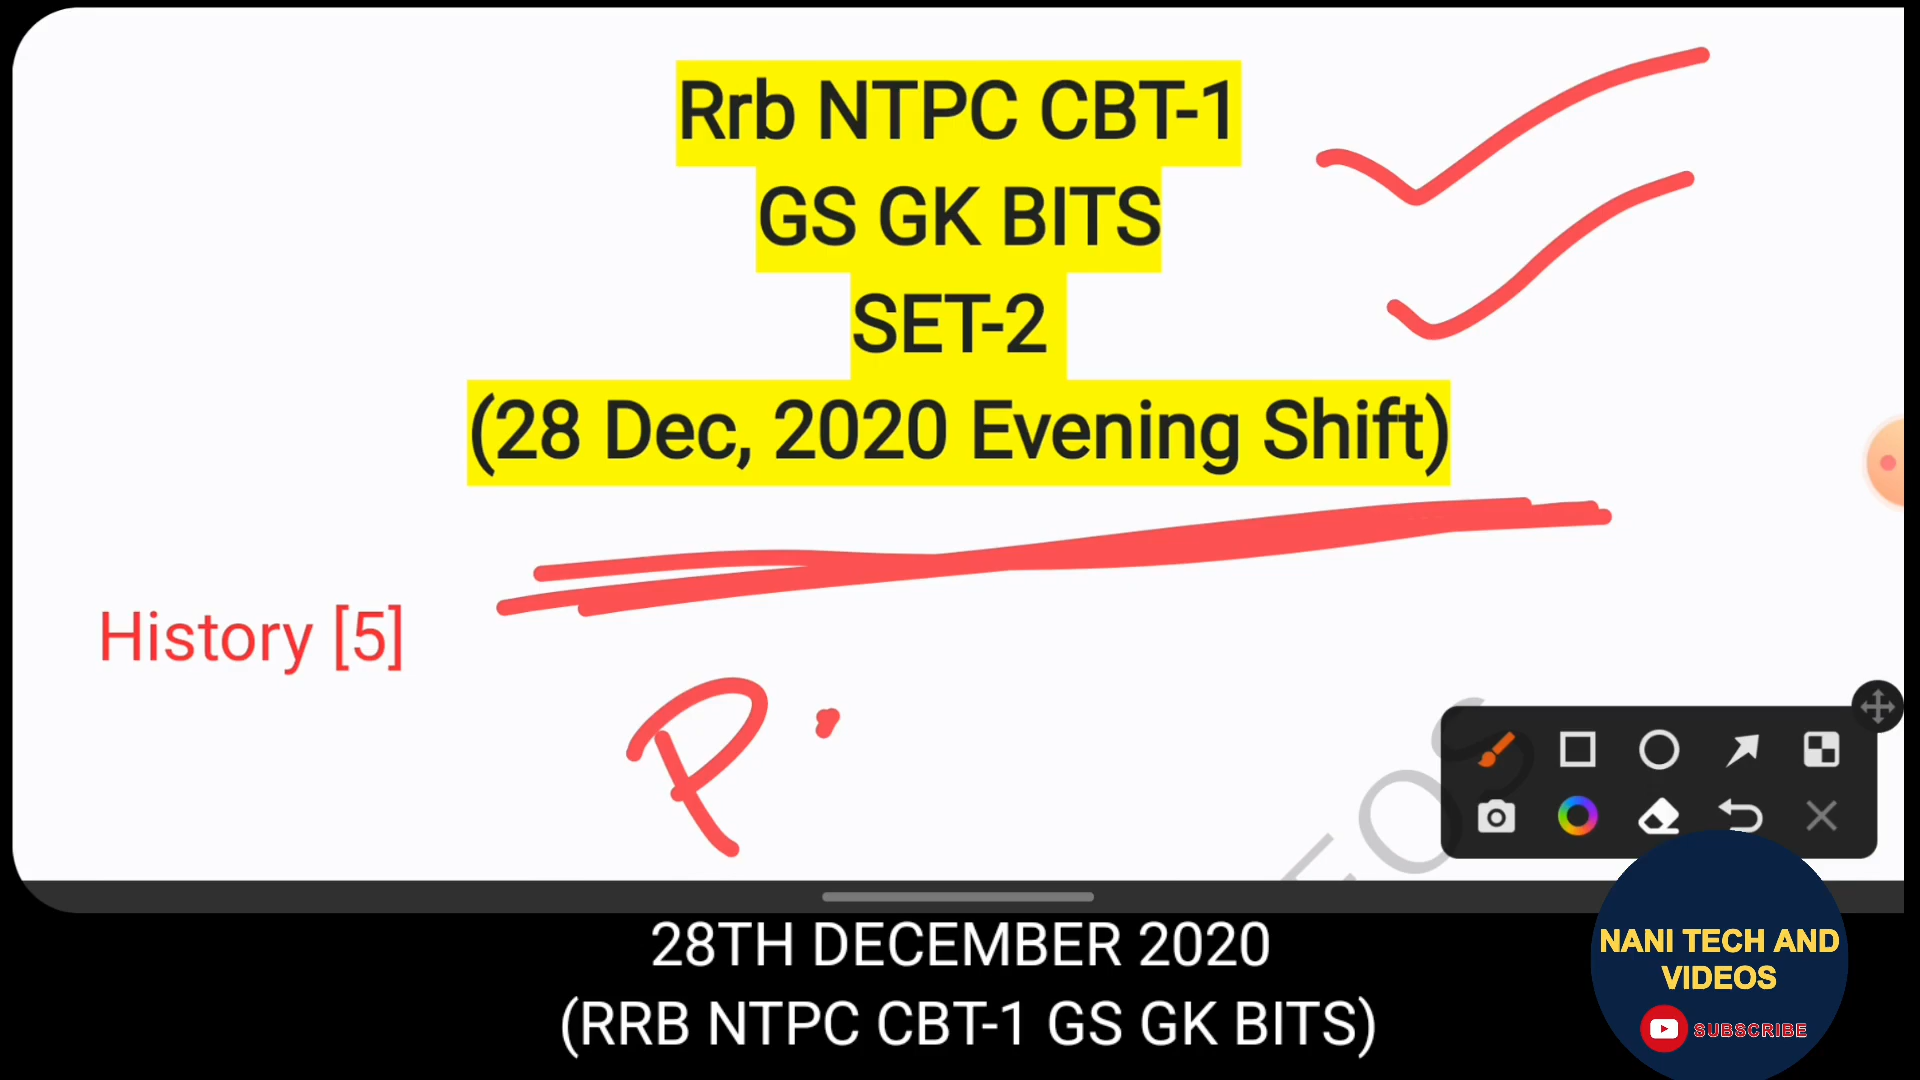 Rrb NTPC CBT-1
GS GK BITS
SET-2
(28 Dec, 2020 Evening Shift)
History [5]
P
EOS
28TH DECEMBER 2020
(RRB NTPC CBT-1 GS GK BITS)
NANI TECH AND
VIDEOS
SUBSCRIBE